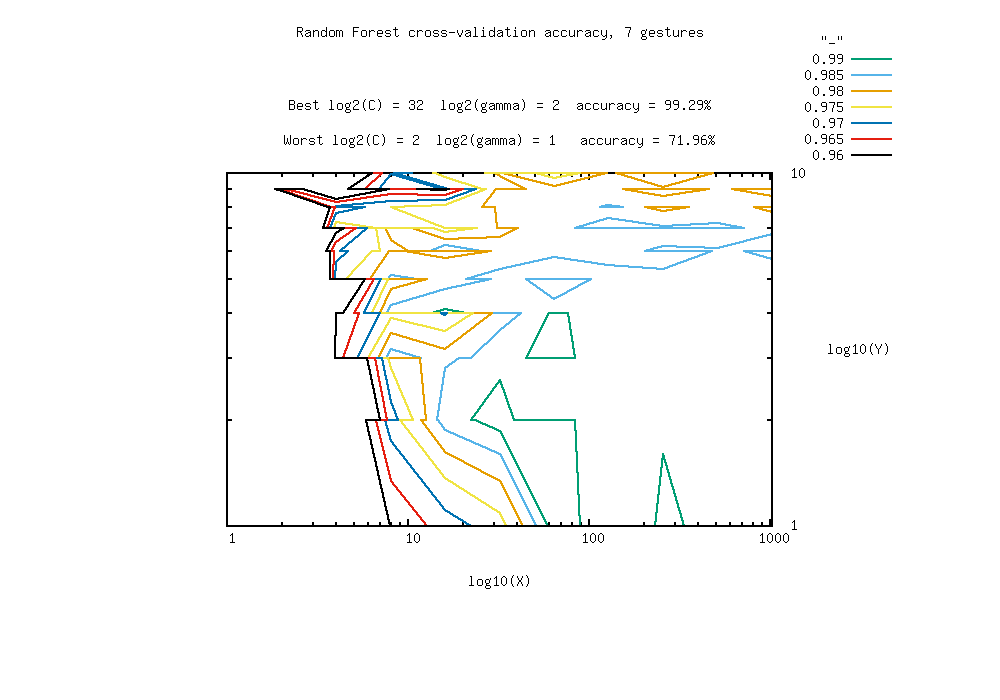 Random Forest cross-validation accuracy, 7 gestures
"_"
0.99
0.985
0.98
0.975
0.97
0.965
0.96
Best log2(C) = 32  log2(gamma) = 2  accuracy = 99.29%
Worst log2(C) = 2  log2(gamma) = 1   accuracy = 71.96%
10
log10(Y)
1
1 10 100 1000
log10(X)